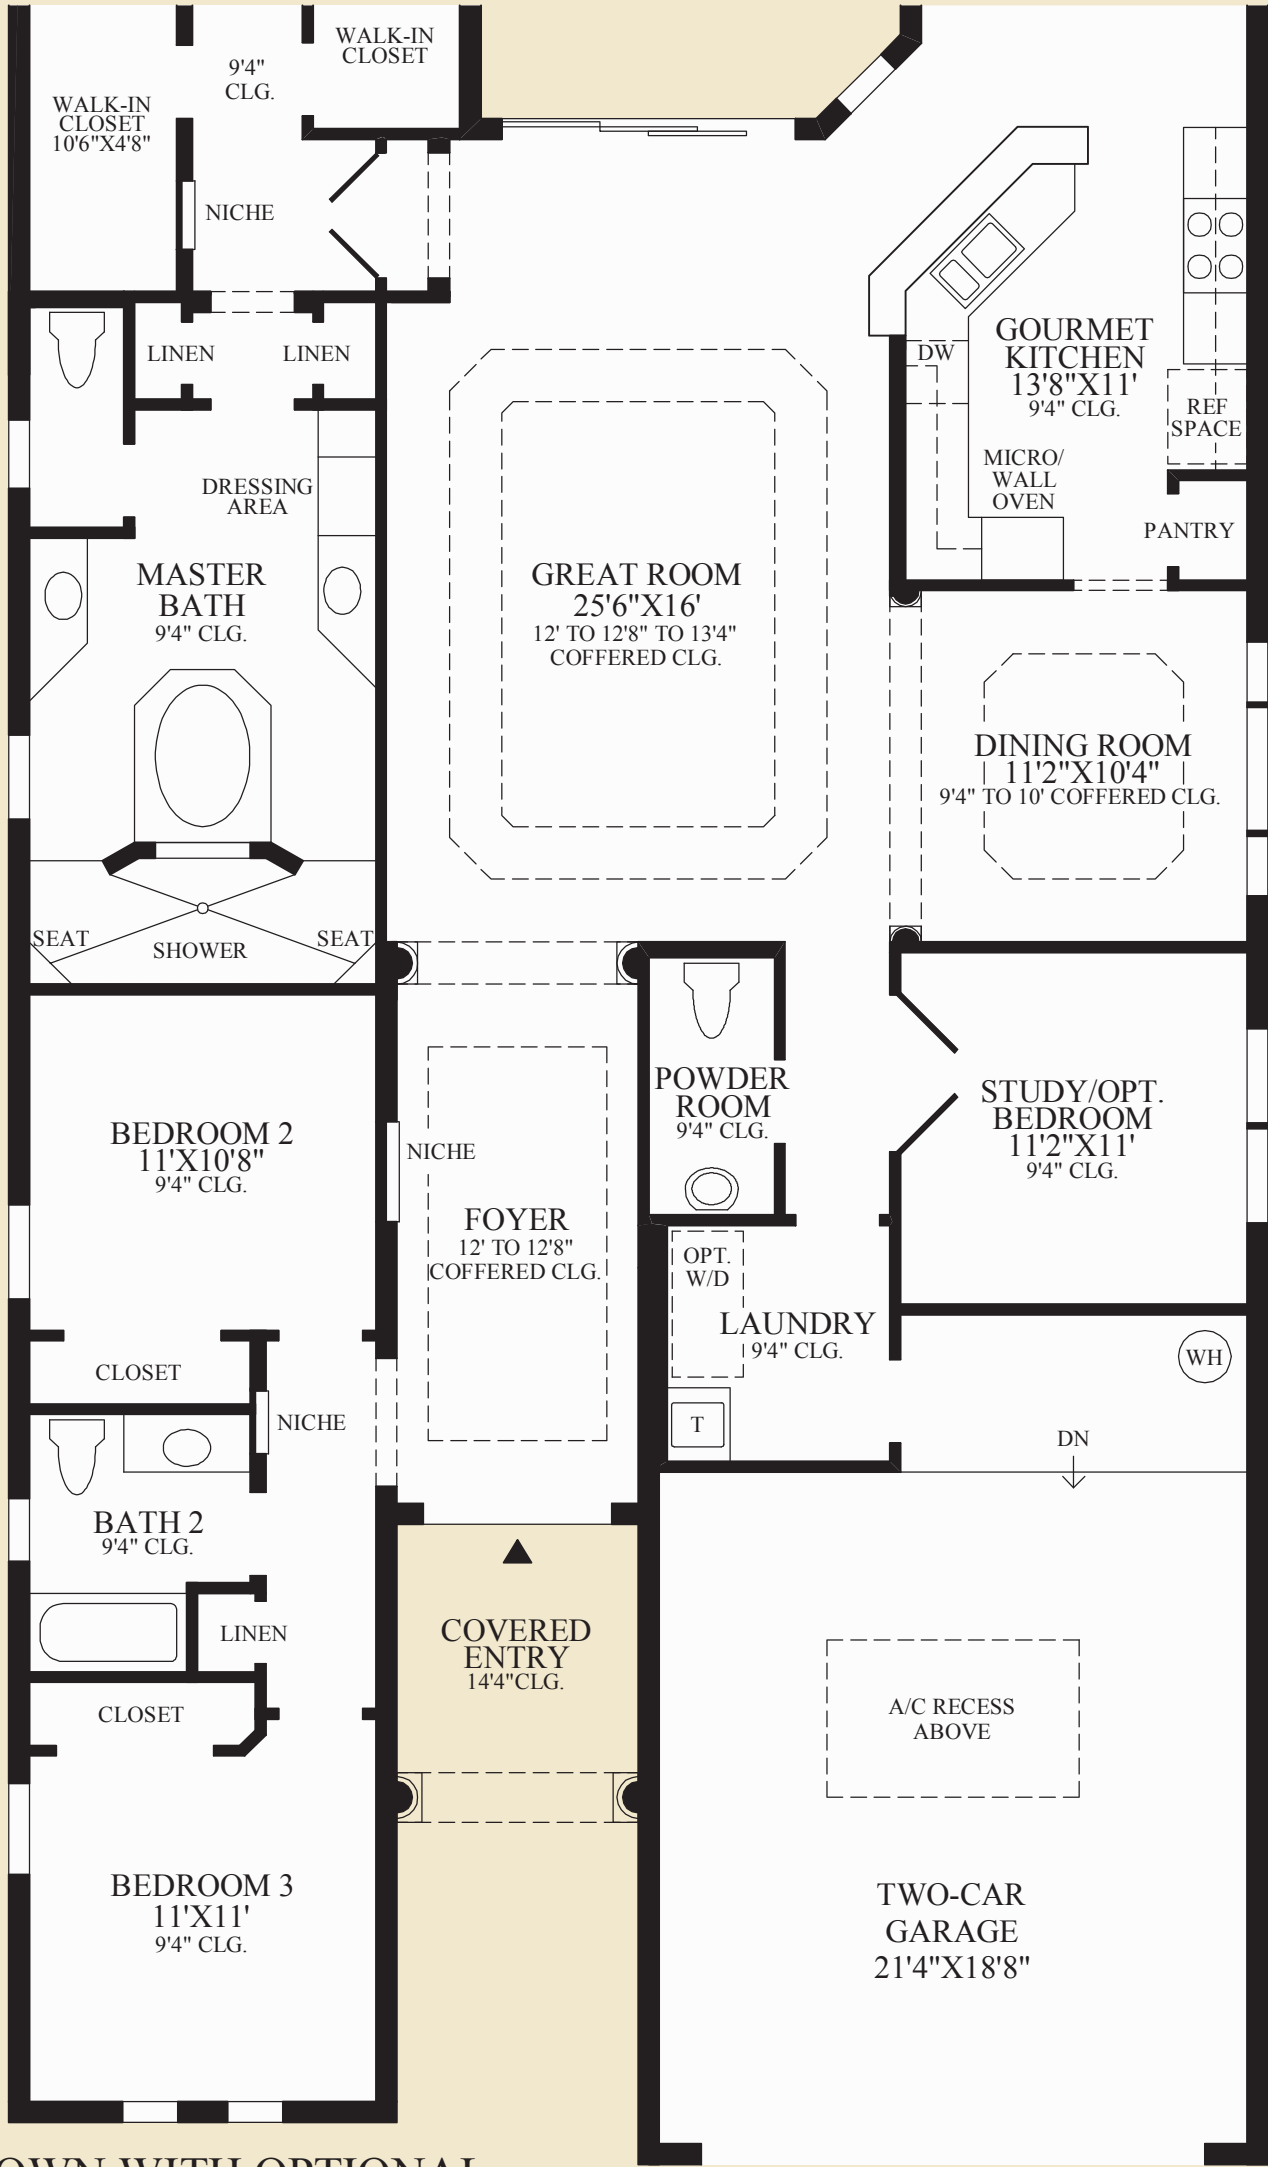 WALK-IN
CLOSET
9'4"
CLG.
WALK-IN
CLOSET
10'6"X4'8"
NICHE
LINEN
LINEN
DW
GOURMET
KITCHEN
13'8"X11'
9'4" CLG.
REF
SPACE
MICRO/
WALL
OVEN
PANTRY
DRESSING
AREA
MASTER
BATH
9'4" CLG.
GREAT ROOM
25'6"X16'
12' TO 12'8" TO 13'4"
COFFERED CLG.
DINING ROOM
11'2"X10'4"
9'4" TO 10' COFFERED CLG.
SEAT
SHOWER
SEAT
POWDER
ROOM
9'4" CLG.
STUDY/OPT.
BEDROOM
11'2"X11'
9'4" CLG.
BEDROOM 2
11'X10'8"
9'4" CLG.
NICHE
FOYER
12' TO 12'8"
COFFERED CLG.
OPT.
W/D
LAUNDRY
9'4" CLG.
WH
CLOSET
NICHE
T
DN
BATH 2
9'4" CLG.
LINEN
COVERED
ENTRY
14'4"CLG.
CLOSET
A/C RECESS
ABOVE
BEDROOM 3
11'X11'
9'4" CLG.
TWO-CAR
GARAGE
21'4"X18'8"
WITH OPTIONAL